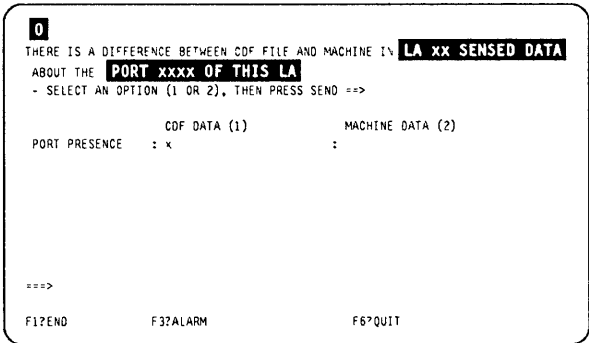 0
THERE IS A DIFFERENCE BETWEEN CDF FILE AND MACHINE IN LA xx SENSED DATA
ABOUT THE PORT xxxx OF THIS LA
- SELECT AN OPTION (1 OR 2), THEN PRESS SEND ==>
CDF DATA (1) MACHINE DATA (2)
PORT PRESENCE : x :
===>
F1?END F3?ALARM F6?QUIT